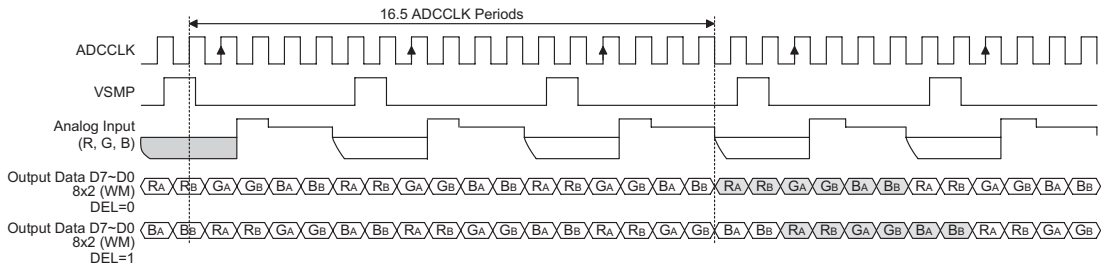 16.5 ADCCLK Periods
ADCCLK
VSMP
Analog Input
(R, G, B)
Output Data D7~D0
8x2 (WM)
DEL=0
RA RB GA GB BA BB RA RB GA GB BA BB RA RB GA GB BA BB RA RB GA GB BA BB RA RB GA GB BA BB
Output Data D7~D0
8x2 (WM)
DEL=1
BA BB RA RB GA GB BA BB RA RB GA GB BA BB RA RB GA GB BA BB RA RB GA GB BA BB RA RB GA GB